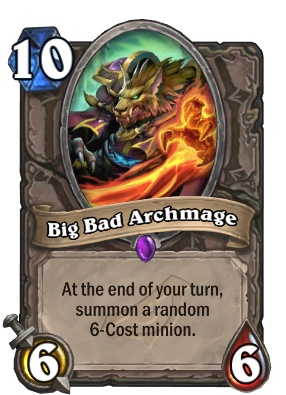 10
Big Bad Archmage
At the end of your turn,
summon a random
6-Cost minion.
6
6